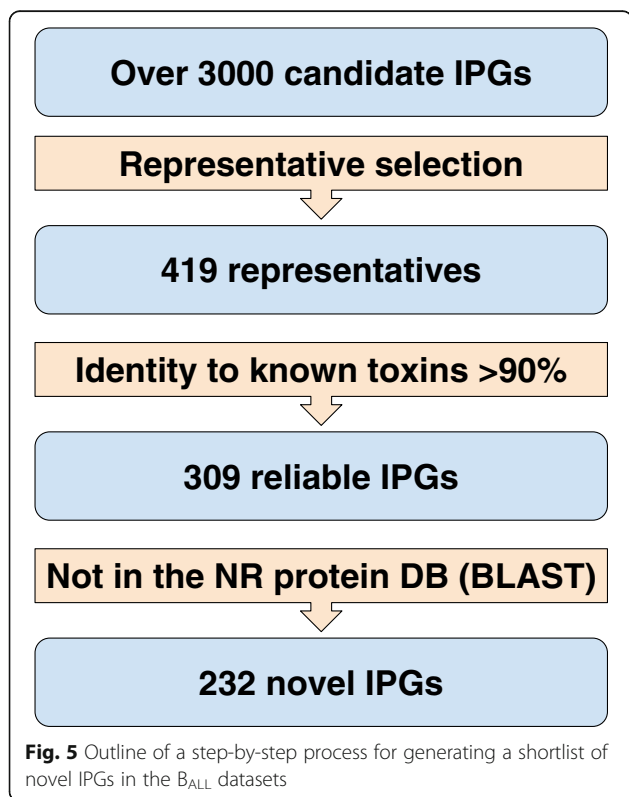 Over 3000 candidate IPGs
Representative selection
419 representatives
Identity to known toxins >90%
309 reliable IPGs
Not in the NR protein DB (BLAST)
232 novel IPGs
Fig. 5 Outline of a step-by-step process for generating a shortlist of
novel IPGs in the BALL datasets